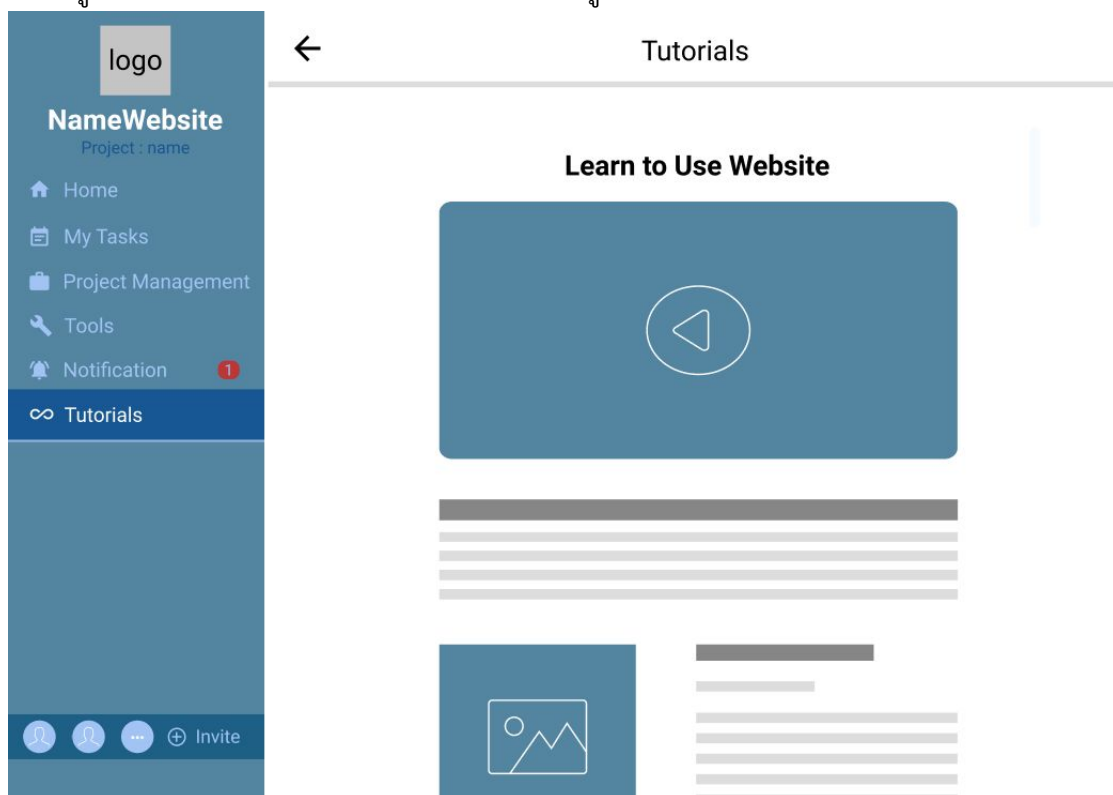 logo
NameWebsite
Project : name
Home
My Tasks
Project Management
Tools
Notification 1
Tutorials
Invite
Tutorials
Learn to Use Website